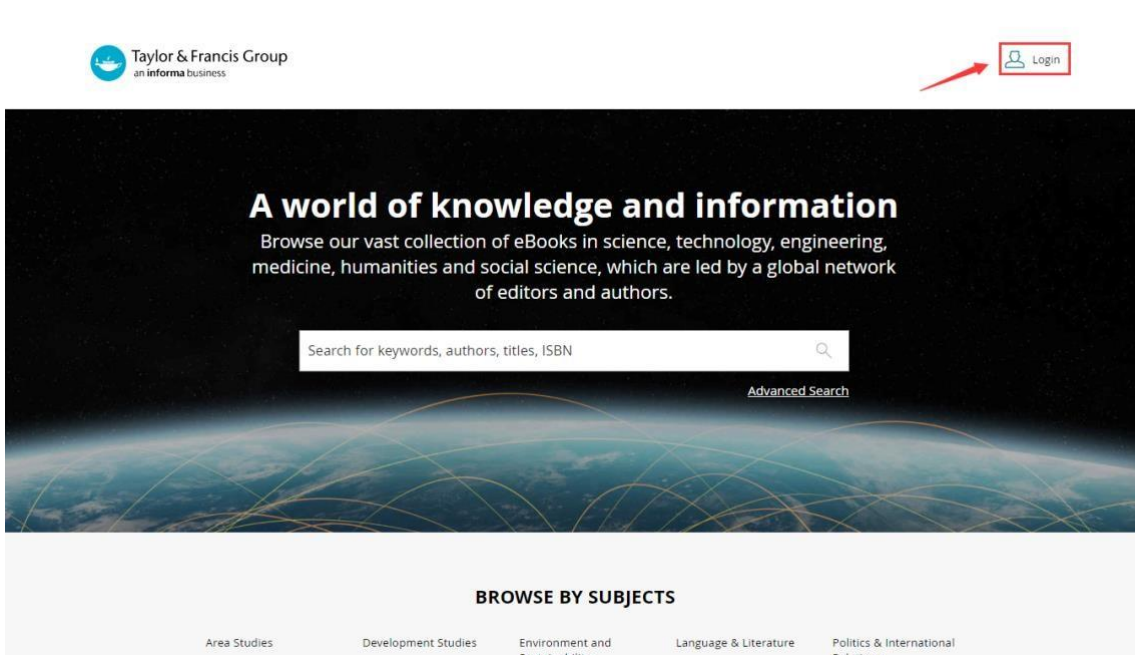 Taylor & Francis Group
an informa business
Login
A world of knowledge and information
Browse our vast collection of eBooks in science, technology, engineering,
medicine, humanities and social science, which are led by a global network
of editors and authors.
Search for keywords, authors, titles, ISBN
Advanced Search
BROWSE BY SUBJECTS
Area Studies
Development Studies
Environment and
Language & Literature
Politics & International